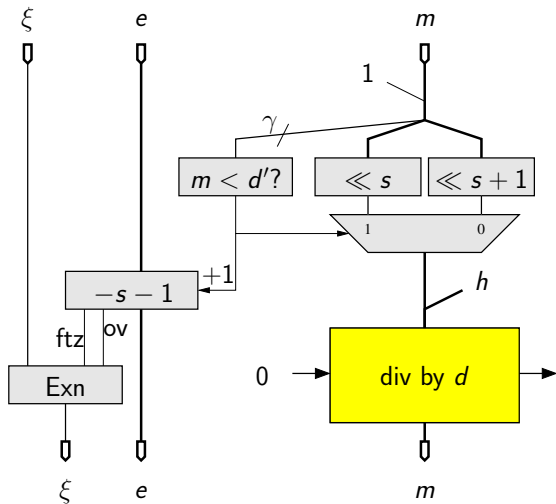 ξ e m
1
γ
m < d′? ≪ s ≪ s + 1
1 0
+1
−s − 1
h
ftz ov
Exn
0 div by d
ξ e m